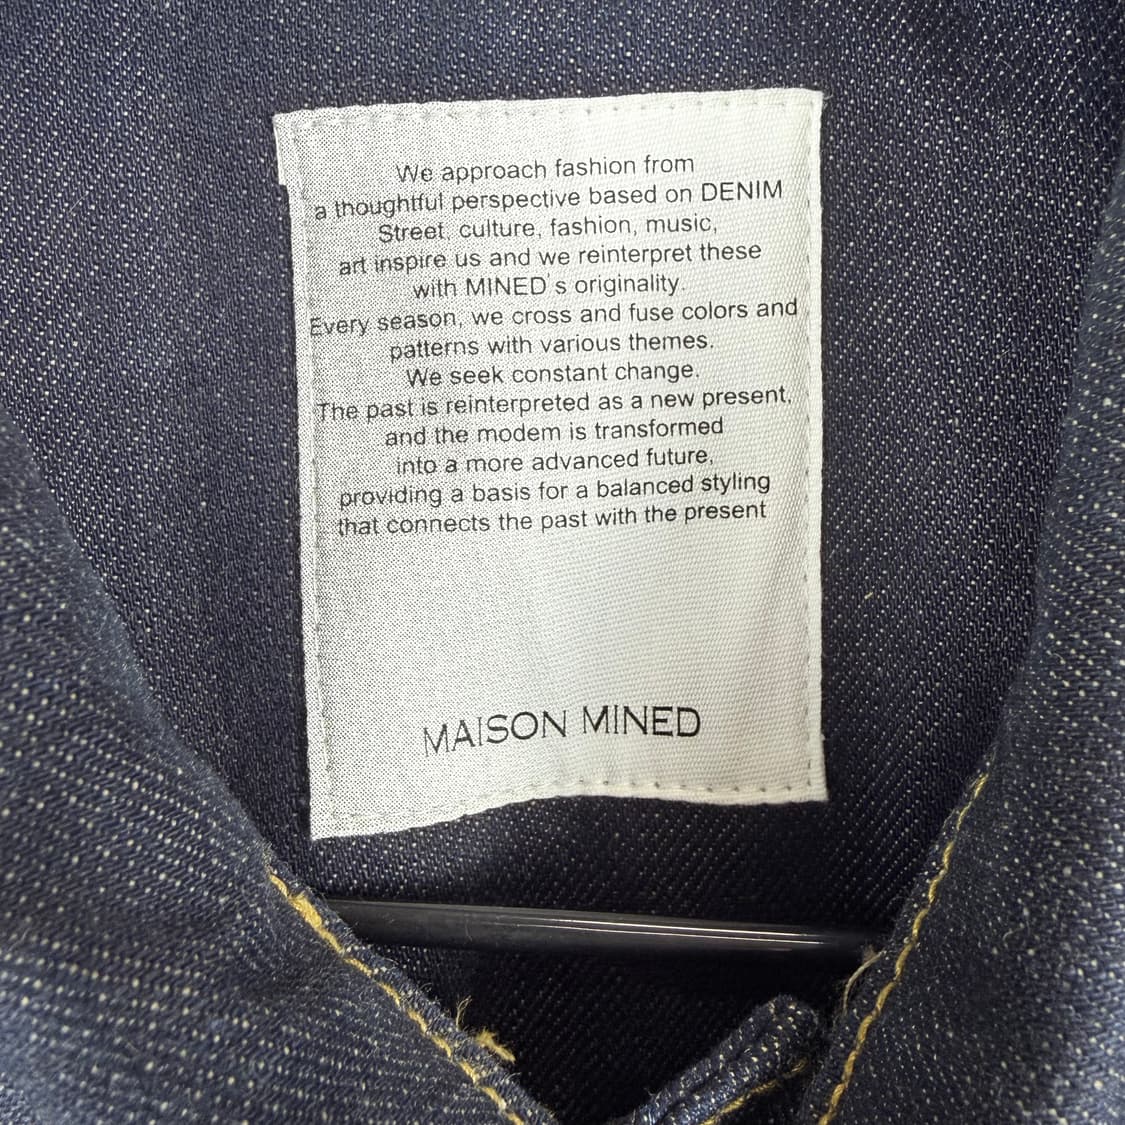 We approach fashion from
a thoughtful perspective based on DENIM
Street, culture, fashion, music,
art inspire us and we reinterpret these
with MINED's originality.
Every season, we cross and fuse colors and
patterns with various themes.
We seek constant change.
The past is reinterpreted as a new present,
and the modem is transformed
into a more advanced future,
providing a basis for a balanced styling
that connects the past with the present
MAISON MINED